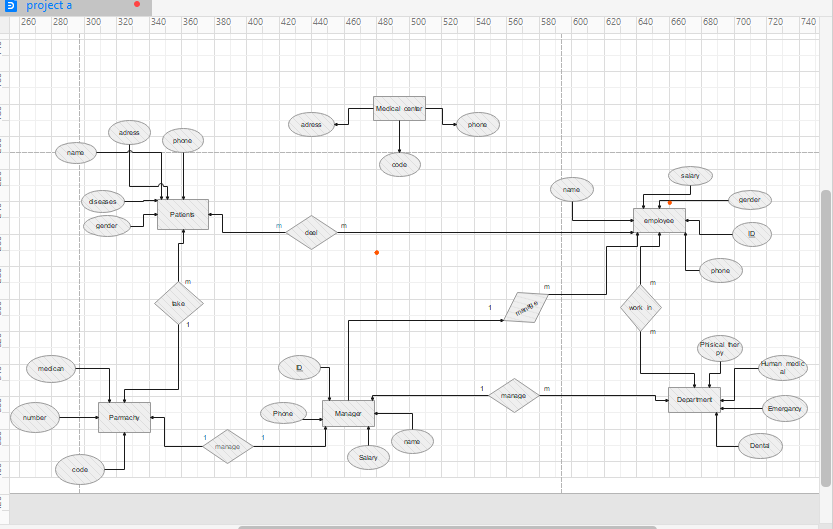 project a
260 280 300 320 340 360 380 400 420 440 460 480 500 520 540 560 580 600 620 640 660 680 700 720 740
Medical center
adress
phone
code
adress
phone
name
diseases
gender
Patients
m
deel
m
name
salary
gender
employee
ID
phone
m
take
1
1
manage
m
m
work in
m
medican
number
Parmachy
code
ID
Phone
Manager
Salary
name
1
manage
1
1
manage
m
Phisical ther
py
Human medic
al
Department
Emergancy
Dental